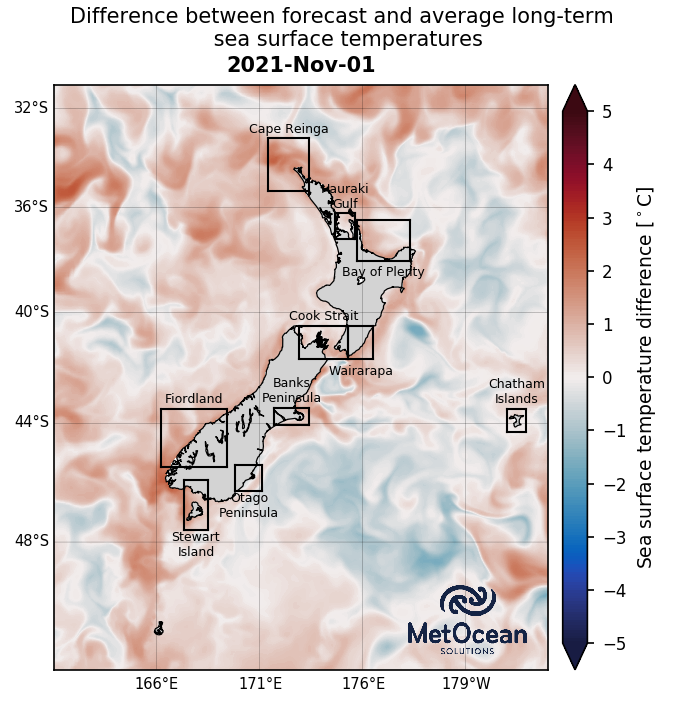 Difference between forecast and average long-term
sea surface temperatures
2021-Nov-01
32°S
36°S
40°S
44°S
48°S
166°E
171°E
176°E
179°W
Cape Reinga
Hauraki
Gulf
Bay of Plenty
Cook Strait
Wairarapa
Banks
Peninsula
Fiordland
Chatham
Islands
Otago
Peninsula
Stewart
Island
MetOcean
SOLUTIONS
5
4
3
2
1
0
−1
−2
−3
−4
−5
Sea surface temperature difference [°C]